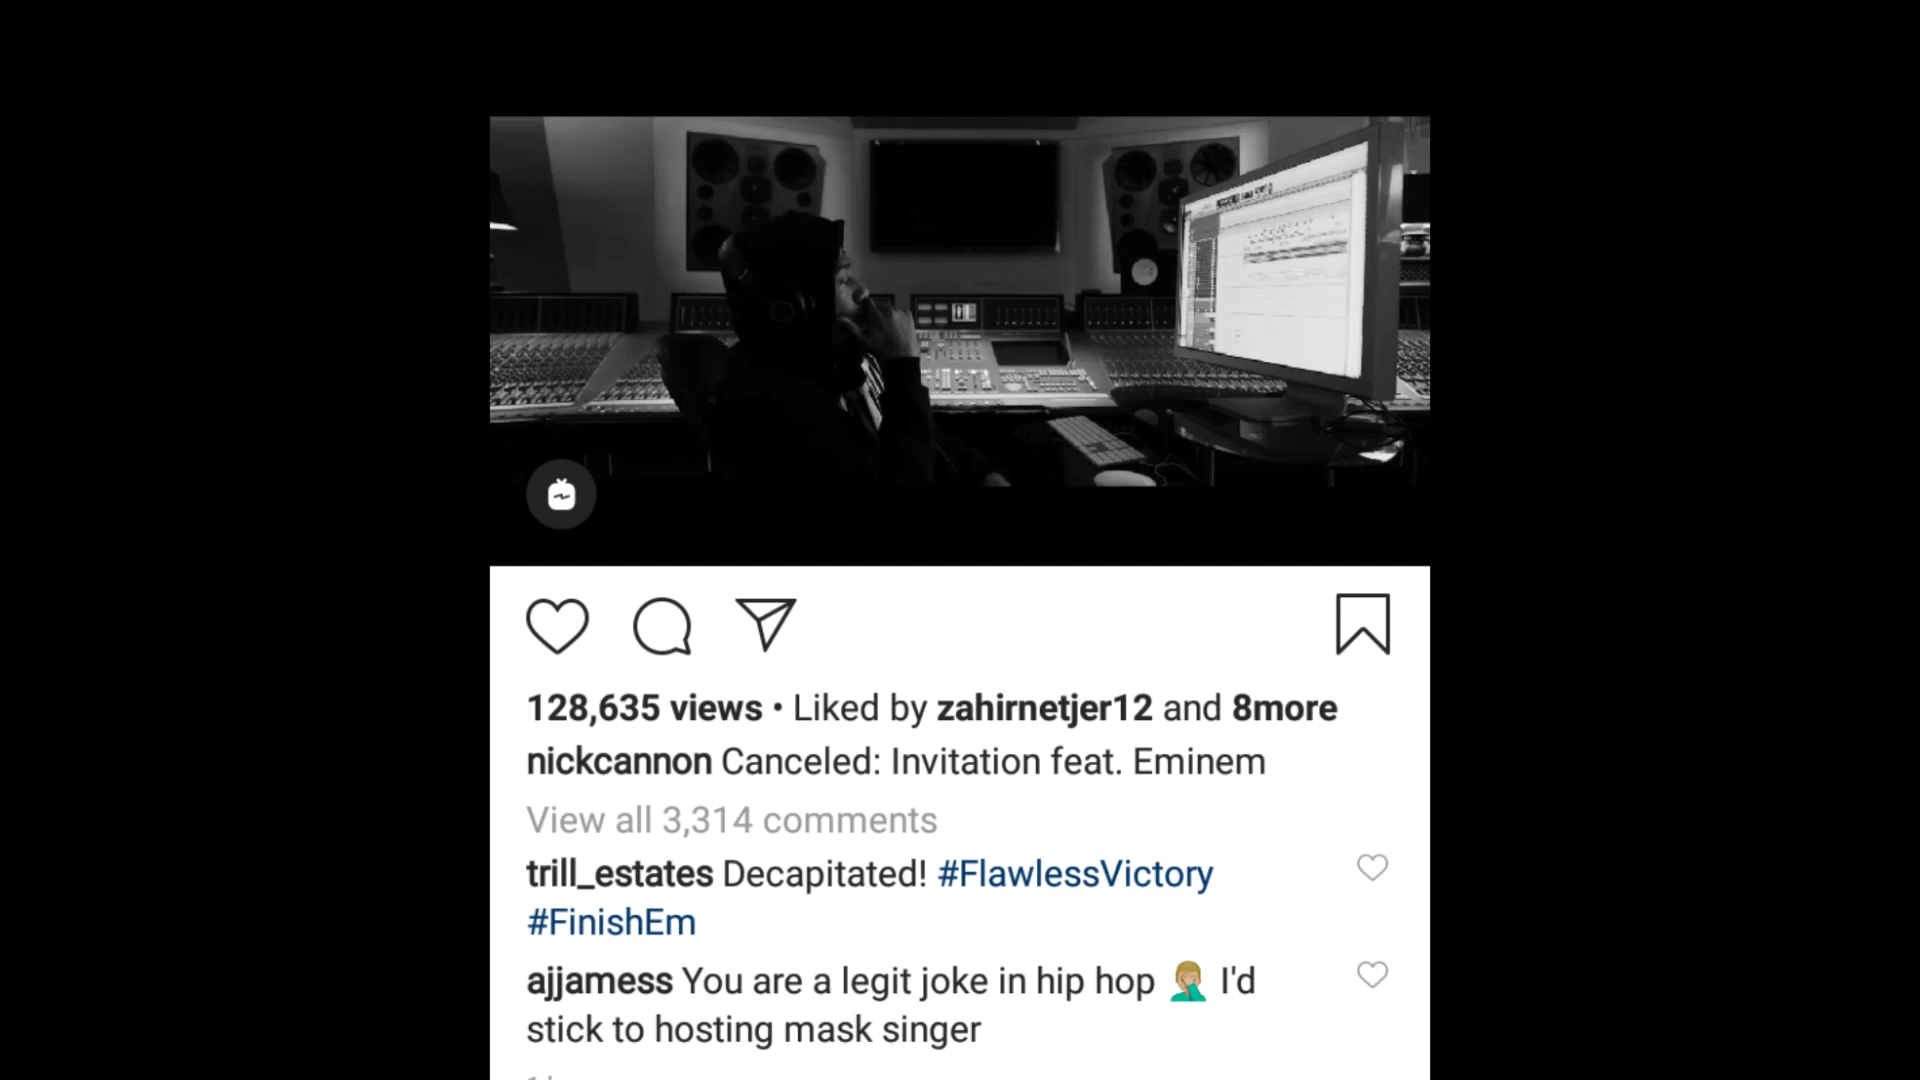 128,635 views • Liked by zahirnetjer12 and 8more
nickcannon Canceled: Invitation feat. Eminem
View all 3,314 comments
trill_estates Decapitated! #FlawlessVictory
#FinishEm
ajjamess You are a legit joke in hip hop 🤦🏼‍♂️ I'd
stick to hosting mask singer